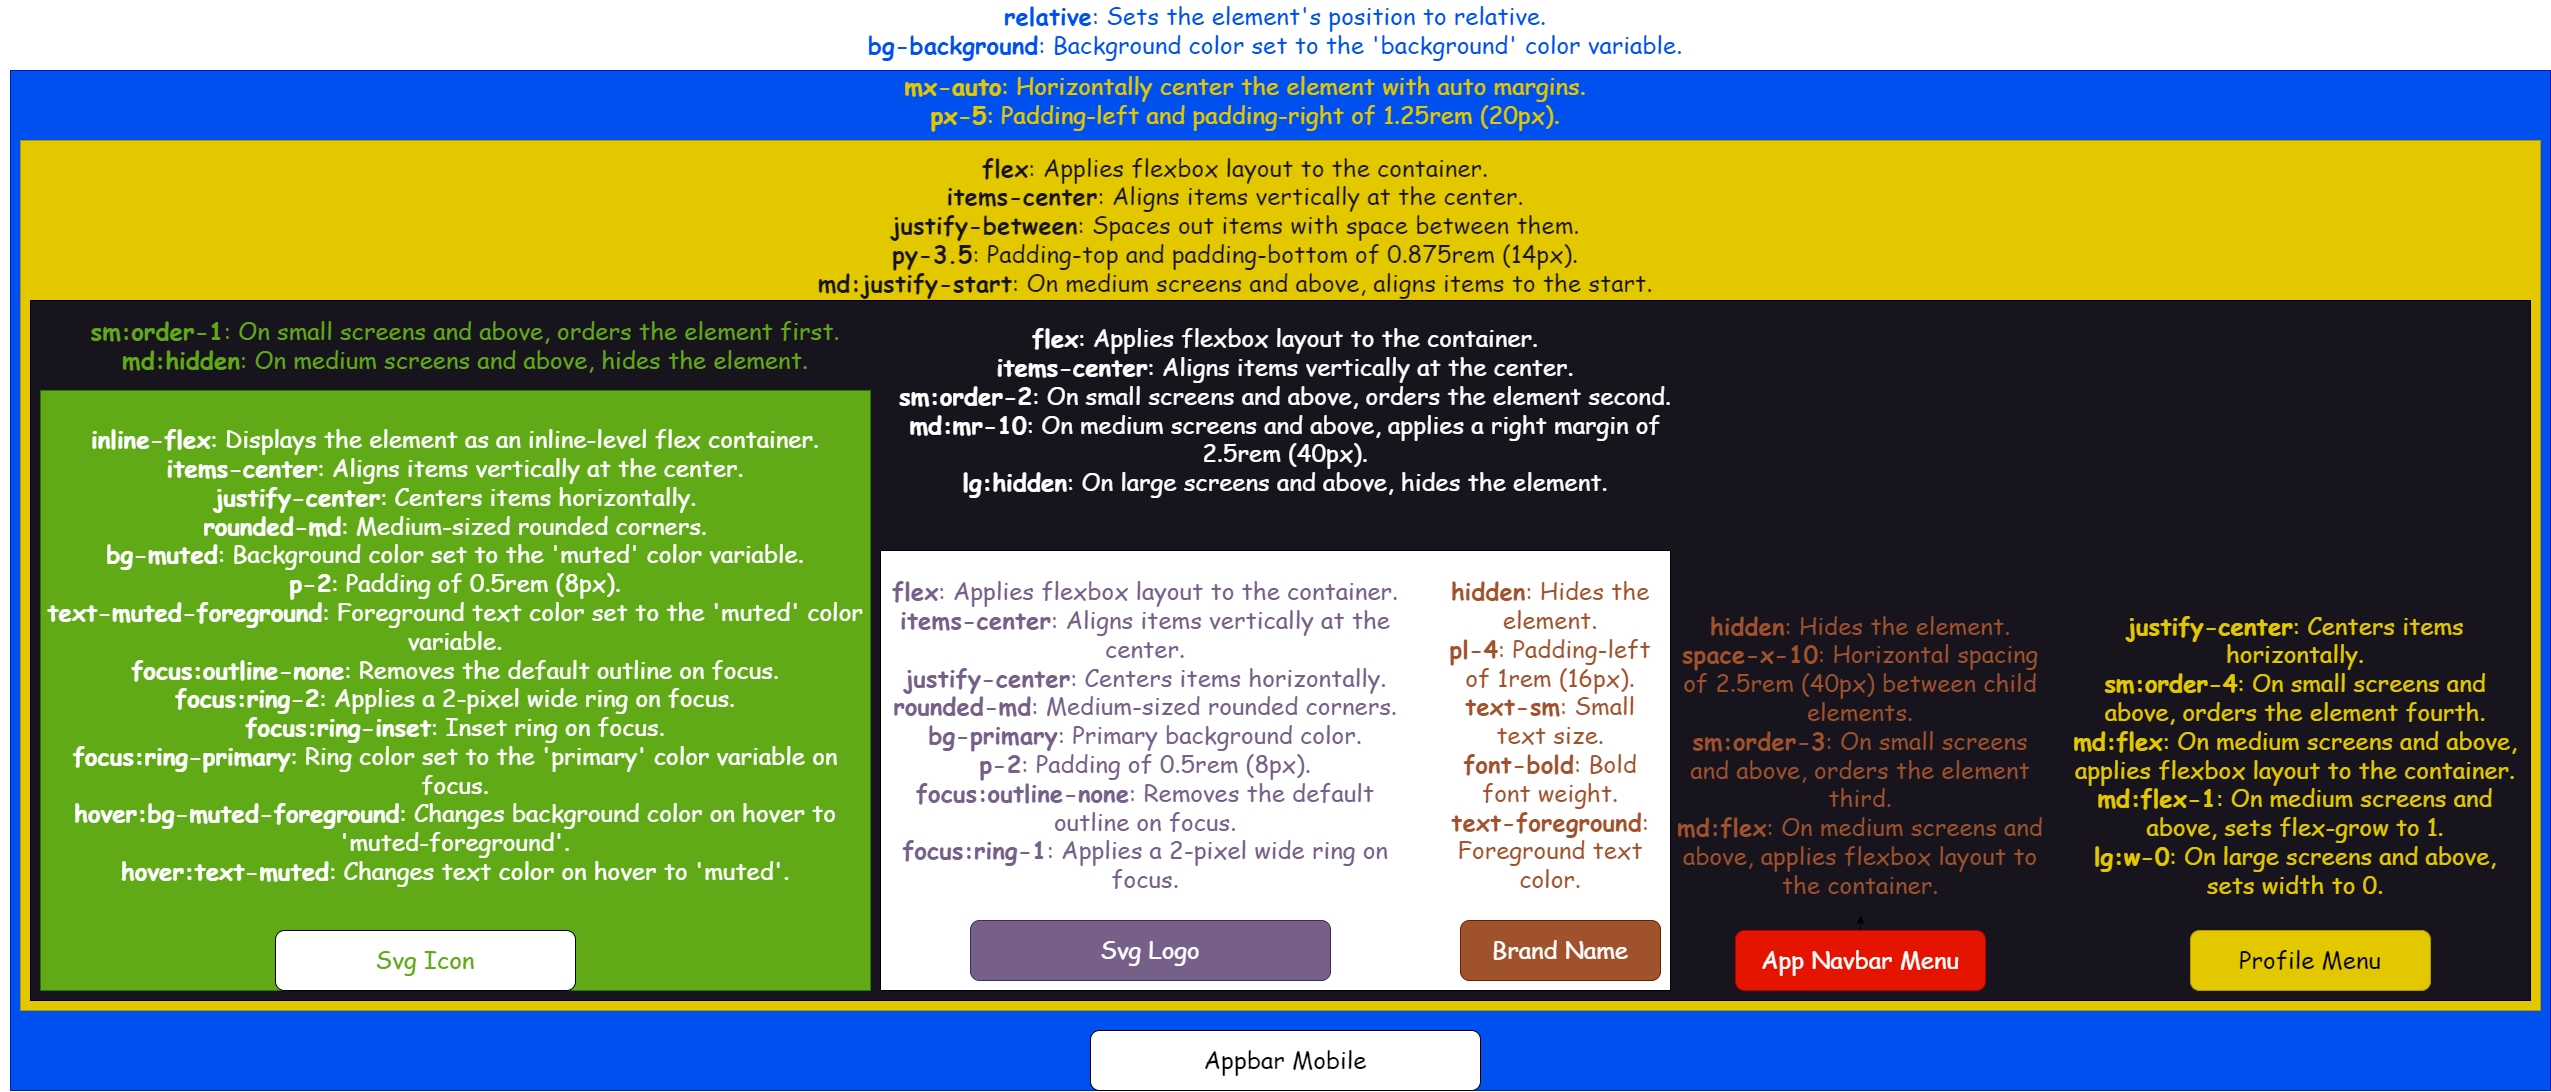 relative: Sets the element's position to relative.
bg-background: Background color set to the 'background' color variable.
mx-auto: Horizontally center the element with auto margins.
px-5: Padding-left and padding-right of 1.25rem (20px).
flex: Applies flexbox layout to the container.
items-center: Aligns items vertically at the center.
justify-between: Spaces out items with space between them.
py-3.5: Padding-top and padding-bottom of 0.875rem (14px).
md:justify-start: On medium screens and above, aligns items to the start.
sm:order-1: On small screens and above, orders the element first.
md:hidden: On medium screens and above, hides the element.
inline-flex: Displays the element as an inline-level flex container.
items-center: Aligns items vertically at the center.
justify-center: Centers items horizontally.
rounded-md: Medium-sized rounded corners.
bg-muted: Background color set to the 'muted' color variable.
p-2: Padding of 0.5rem (8px).
text-muted-foreground: Foreground text color set to the 'muted' color
variable.
focus:outline-none: Removes the default outline on focus.
focus:ring-2: Applies a 2-pixel wide ring on focus.
focus:ring-inset: Inset ring on focus.
focus:ring-primary: Ring color set to the 'primary' color variable on
focus.
hover:bg-muted-foreground: Changes background color on hover to
'muted-foreground'.
hover:text-muted: Changes text color on hover to 'muted'.
Svg Icon
flex: Applies flexbox layout to the container.
items-center: Aligns items vertically at the center.
sm:order-2: On small screens and above, orders the element second.
md:mr-10: On medium screens and above, applies a right margin of
2.5rem (40px).
lg:hidden: On large screens and above, hides the element.
flex: Applies flexbox layout to the container.
items-center: Aligns items vertically at the
center.
justify-center: Centers items horizontally.
rounded-md: Medium-sized rounded corners.
bg-primary: Primary background color.
p-2: Padding of 0.5rem (8px).
focus:outline-none: Removes the default
outline on focus.
focus:ring-1: Applies a 2-pixel wide ring on
focus.
Svg Logo
hidden: Hides the
element.
pl-4: Padding-left
of 1rem (16px).
text-sm: Small
text size.
font-bold: Bold
font weight.
text-foreground:
Foreground text
color.
Brand Name
hidden: Hides the element.
space-x-10: Horizontal spacing
of 2.5rem (40px) between child
elements.
sm:order-3: On small screens
and above, orders the element
third.
md:flex: On medium screens and
above, applies flexbox layout to
the container.
App Navbar Menu
justify-center: Centers items
horizontally.
sm:order-4: On small screens and
above, orders the element fourth.
md:flex: On medium screens and above,
applies flexbox layout to the container.
md:flex-1: On medium screens and
above, sets flex-grow to 1.
lg:w-0: On large screens and above,
sets width to 0.
Profile Menu
Appbar Mobile